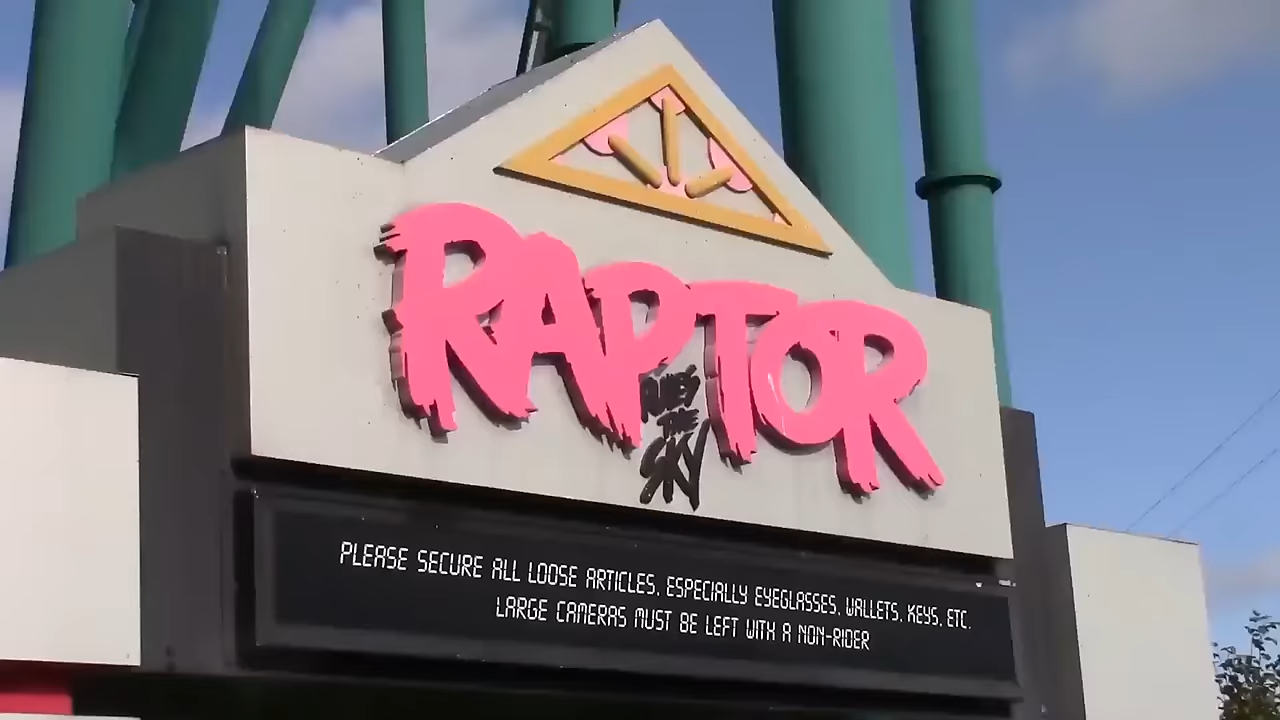 RAPTOR
RULES
THE
SKY
PLEASE SECURE ALL LOOSE ARTICLES, ESPECIALLY EYEGLASSES, WALLETS, KEYS, ETC.
LARGE CAMERAS MUST BE LEFT WITH A NON-RIDER